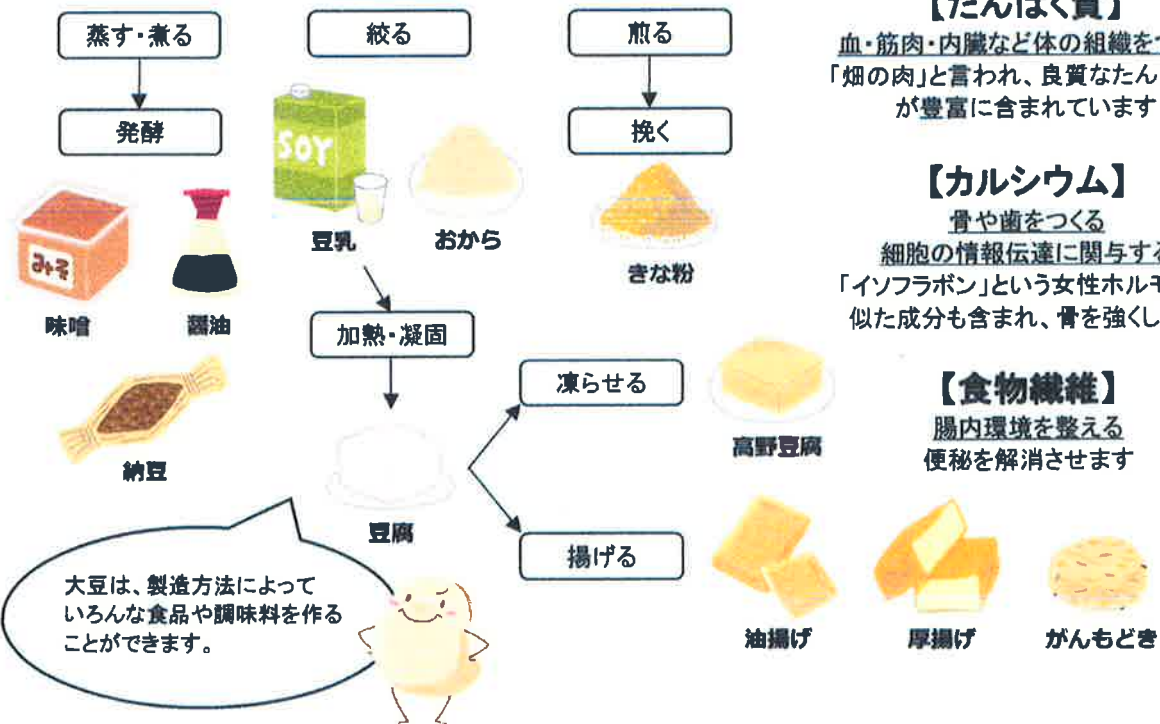 蒸す・煮る
発酵
みそ
味噌
醤油
納豆
絞る
SOY
豆乳
おから
加熱・凝固
豆腐
煎る
挽く
きな粉
凍らせる
高野豆腐
揚げる
油揚げ
厚揚げ
がんもどき
大豆は、製造方法によって
いろんな食品や調味料を作る
ことができます。
【たんぱく質】
血・筋肉・内臓など体の組織を
「畑の肉」と言われ、良質なたん
が豊富に含まれています
【カルシウム】
骨や歯をつくる
細胞の情報伝達に関与する
「イソフラボン」という女性ホルモ
似た成分も含まれ、骨を強くし
【食物繊維】
腸内環境を整える
便秘を解消させます